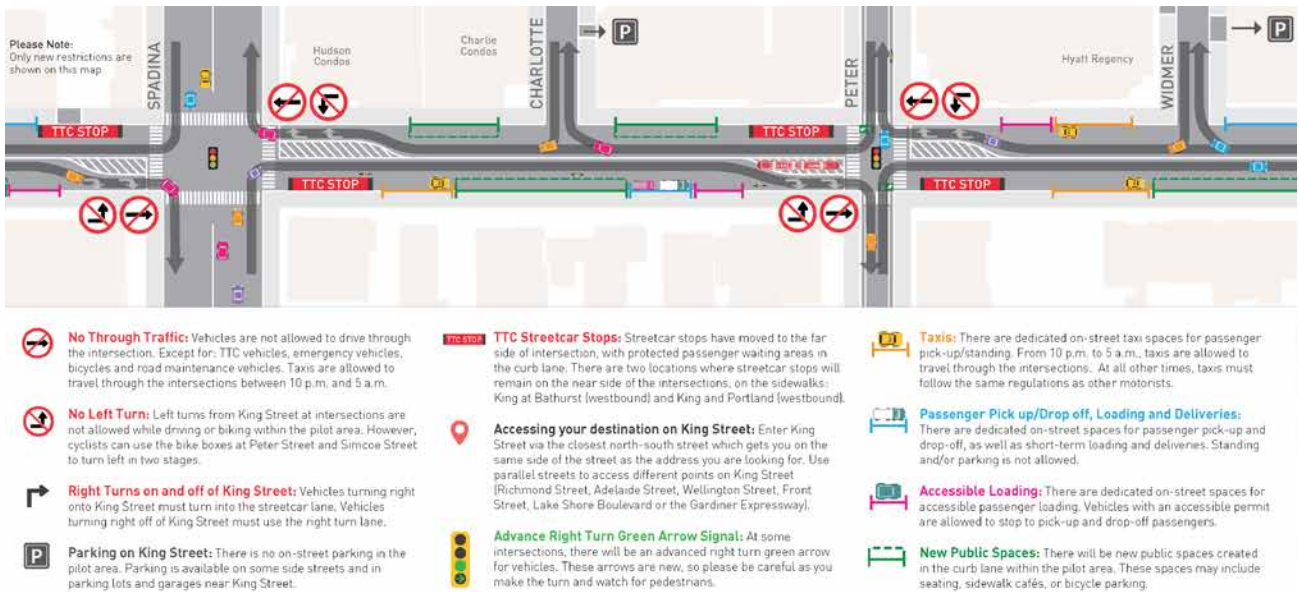 Please Note:
Only new restrictions are
shown on this map
SPADINA
Hudson
Condos
Charlie
Condos
CHARLOTTE
P
PETER
Hyatt Regency
WIDMER
P
TTC STOP
TTC STOP
TTC STOP
TTC STOP
No Through Traffic: Vehicles are not allowed to drive through
the intersection. Except for: TTC vehicles, emergency vehicles,
bicycles and road maintenance vehicles. Taxis are allowed to
travel through the intersections between 10 p.m. and 5 a.m.
No Left Turn: Left turns from King Street at intersections are
not allowed while driving or biking within the pilot area. However,
cyclists can use the bike boxes at Peter Street and Simcoe Street
to turn left in two stages.
Right Turns on and off of King Street: Vehicles turning right
onto King Street must turn into the streetcar lane. Vehicles
turning right off of King Street must use the right turn lane.
P
Parking on King Street: There is no on-street parking in the
pilot area. Parking is available on some side streets and in
parking lots and garages near King Street.
TTC STOP
TTC Streetcar Stops: Streetcar stops have moved to the far
side of intersection, with protected passenger waiting areas in
the curb lane. There are two locations where streetcar stops will
remain on the near side of the intersections, on the sidewalks:
King at Bathurst (westbound) and King and Portland (westbound).
Accessing your destination on King Street: Enter King
Street via the closest north-south street which gets you on the
same side of the street as the address you are looking for. Use
parallel streets to access different points on King Street
(Richmond Street, Adelaide Street, Wellington Street, Front
Street, Lake Shore Boulevard or the Gardiner Expressway).
Advance Right Turn Green Arrow Signal: At some
intersections, there will be an advanced right turn green arrow
for vehicles. These arrows are new, so please be careful as you
make the turn and watch for pedestrians.
Taxis: There are dedicated on-street taxi spaces for passenger
pick-up/standing. From 10 p.m. to 5 a.m., taxis are allowed to
travel through the intersections. At all other times, taxis must
follow the same regulations as other motorists.
Passenger Pick up/Drop off, Loading and Deliveries:
There are dedicated on-street spaces for passenger pick-up and
drop-off, as well as short-term loading and deliveries. Standing
and/or parking is not allowed.
Accessible Loading: There are dedicated on-street spaces for
accessible passenger loading. Vehicles with an accessible permit
are allowed to stop to pick-up and drop-off passengers.
New Public Spaces: There will be new public spaces created
in the curb lane within the pilot area. These spaces may include
seating, sidewalk cafés, or bicycle parking.